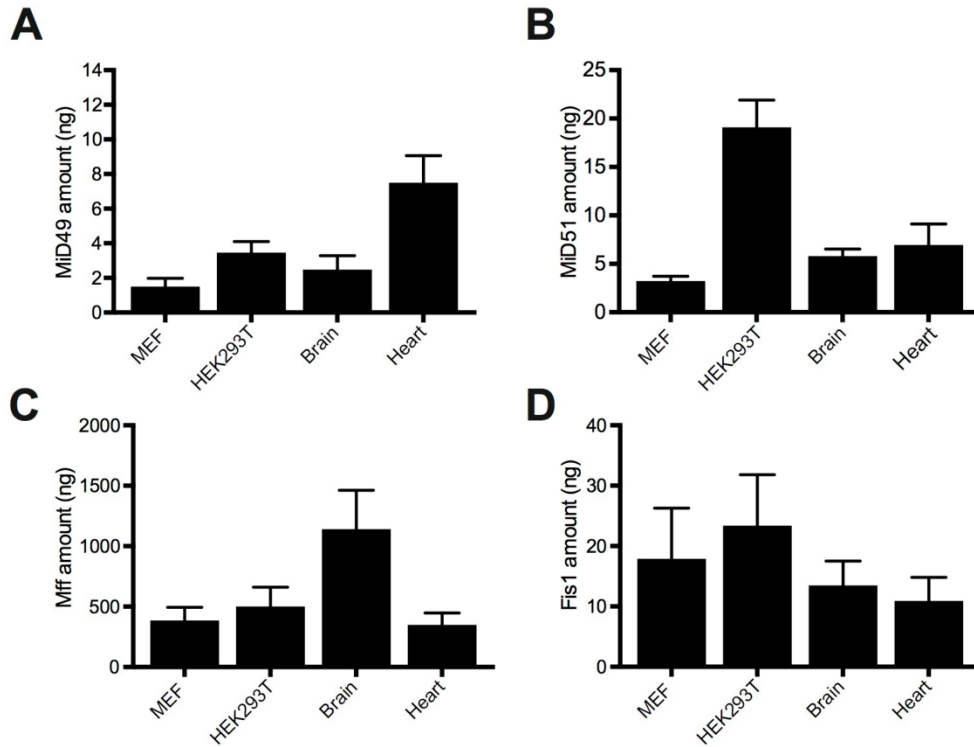 A
MiD49 amount (ng)
14
12
10
8
6
4
2
0
MEF
HEK293T
Brain
Heart
B
MiD51 amount (ng)
25
20
15
10
5
0
MEF
HEK293T
Brain
Heart
C
Mff amount (ng)
2000
1500
1000
500
0
MEF
HEK293T
Brain
Heart
D
Fis1 amount (ng)
40
30
20
10
0
MEF
HEK293T
Brain
Heart